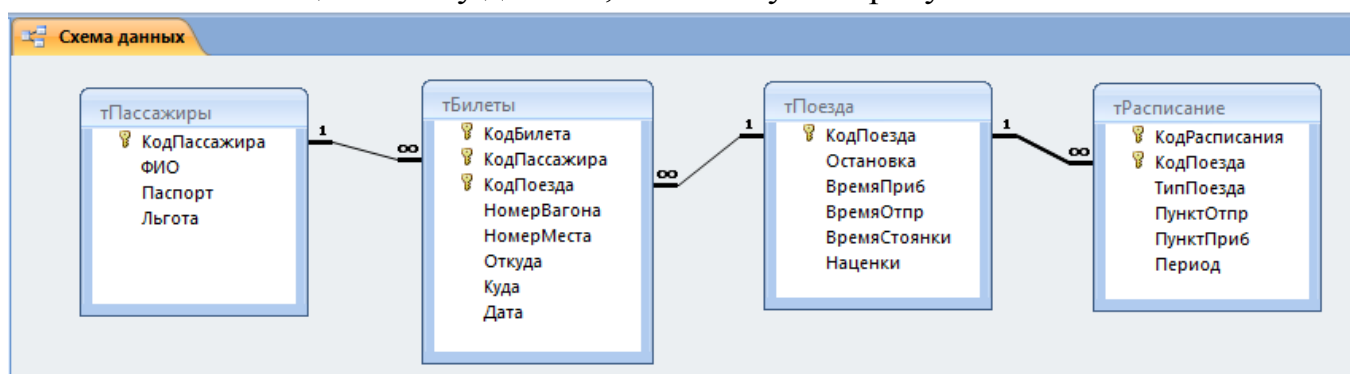 Схема данных
тПассажиры
КодПассажира
ФИО
Паспорт
Льгота
1
∞
тБилеты
КодБилета
КодПассажира
КодПоезда
НомерВагона
НомерМеста
Откуда
Куда
Дата
∞
1
тПоезда
КодПоезда
Остановка
ВремяПриб
ВремяОтпр
ВремяСтоянки
Наценки
1
∞
тРасписание
КодРасписания
КодПоезда
ТипПоезда
ПунктОтпр
ПунктПриб
Период